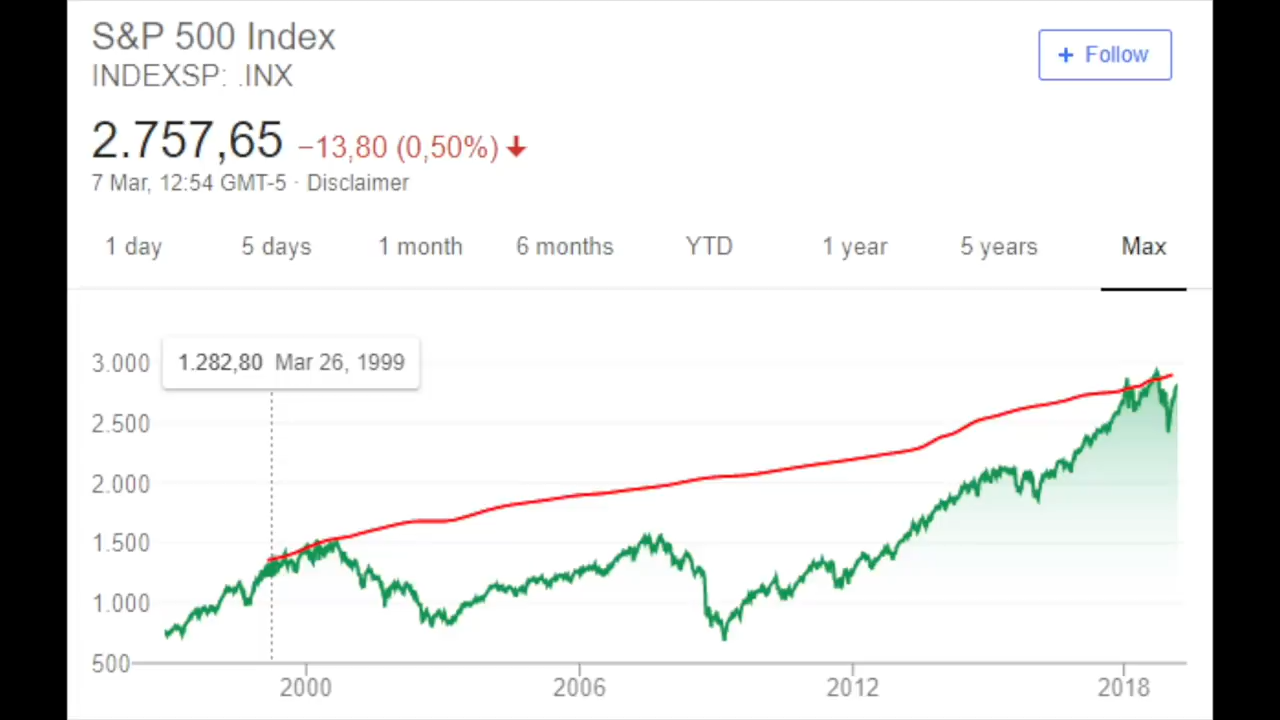 S&P 500 Index
INDEXSP: .INX
+ Follow
2.757,65 −13,80 (0,50%)
7 Mar, 12:54 GMT-5 · Disclaimer
1 day 5 days 1 month 6 months YTD 1 year 5 years Max
1.282,80 Mar 26, 1999
3.000
2.500
2.000
1.500
1.000
500
2000 2006 2012 2018